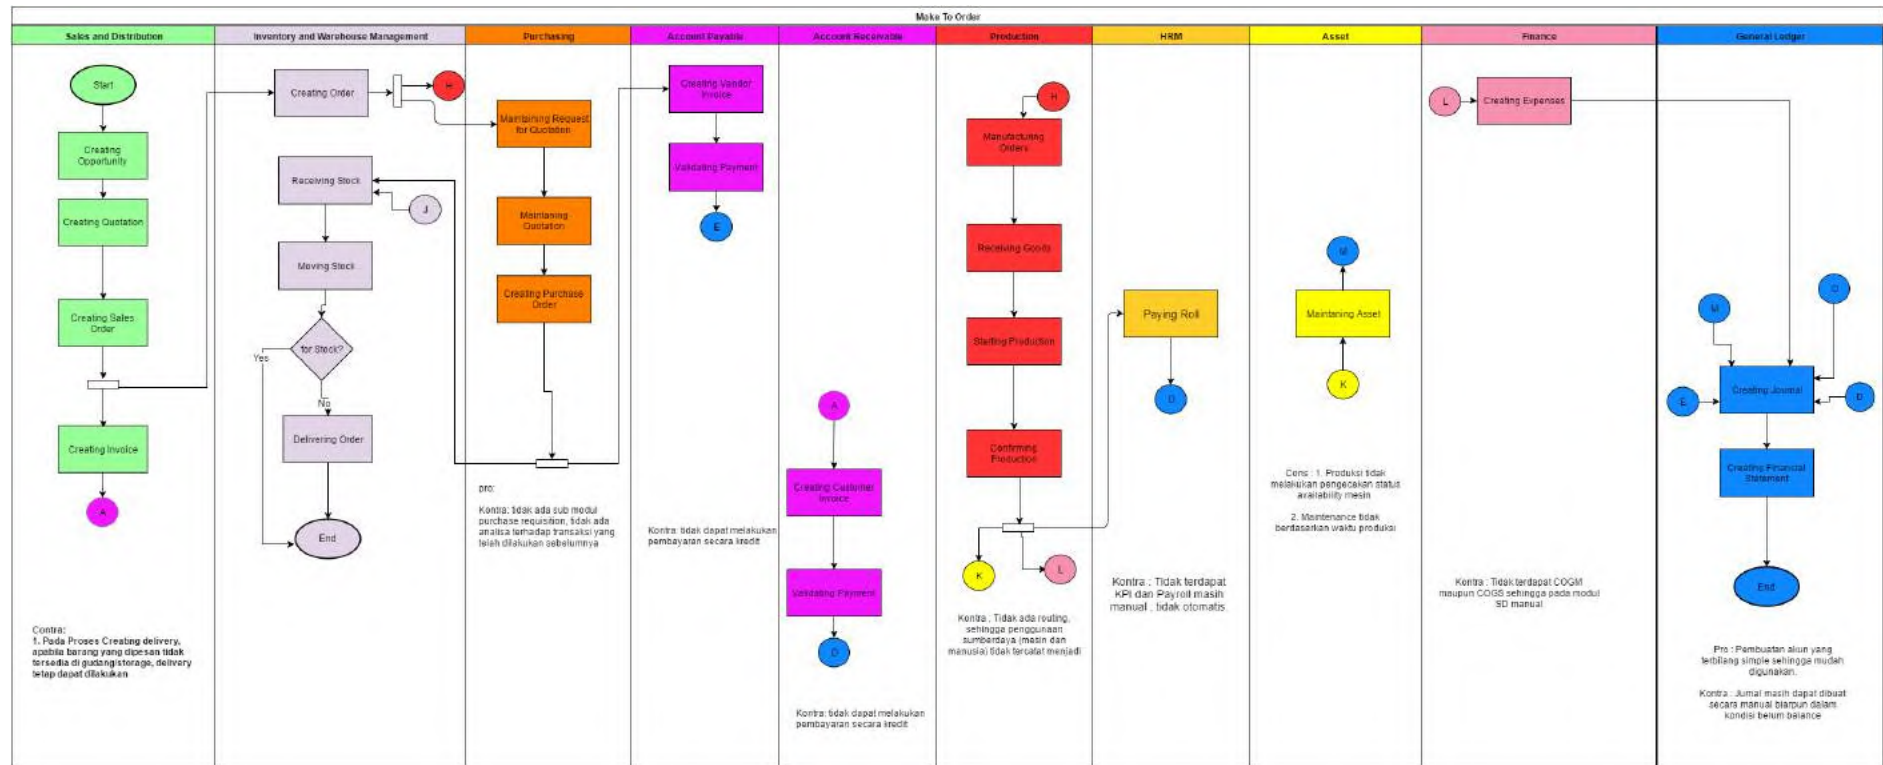 Make To Order
Sales and Distribution
Inventory and Warehouse Management
Purchasing
Account Payable
Account Receivable
Production
HRM
Asset
Finance
General Ledger
Start
Creating
Opportunity
Creating Quotation
Creating Sales
Order
Creating Invoice
A
Contra:
1. Pada Proses Creating delivery,
apabila barang yang dipesan tidak
tersedia di gudang/storage, delivery
tetap dapat dilakukan
Creating Order
H
Receiving Stock
J
Moving Stock
for Stock?
Yes
No
Delivering Order
End
Maintaining Request
for Quotation
Maintaning
Quotation
Creating Purchase
Order
pro:
Kontra: tidak ada sub modul
purchase requisition, tidak ada
analisa terhadap transaksi yang
telah dilakukan sebelumnya
Creating Vendor
Invoice
Validating Payment
E
Kontra: tidak dapat melakukan
pembayaran secara kredit
A
Creating Customer
Invoice
Validating Payment
D
Kontra: tidak dapat melakukan
pembayaran secara kredit
H
Manufacturing
Orders
Receiving Goods
Starting Production
Confirming
Production
K
L
Kontra : Tidak ada routing,
sehingga penggunaan
sumberdaya (mesin dan
manusia) tidak tercatat menjadi
Paying Roll
Kontra : Tidak terdapat
KPI dan Payroll masih
manual , tidak otomatis
M
Maintaning Asset
K
Cons : 1. Produksi tidak
melakukan pengecekan status
availability mesin
2. Maintenance tidak
berdasarkan waktu produksi
L
Creating Expenses
Kontra : Tidak terdapat COGM
maupun COGS sehingga pada modul
SD manual
M
E
Creating Journal
Creating Financial
Statement
End
Pro : Pembuatan akun yang
terbilang simple sehingga mudah
digunakan.
Kontra : Jurnal masih dapat dibuat
secara manual biarpun dalam
kondisi belum balance